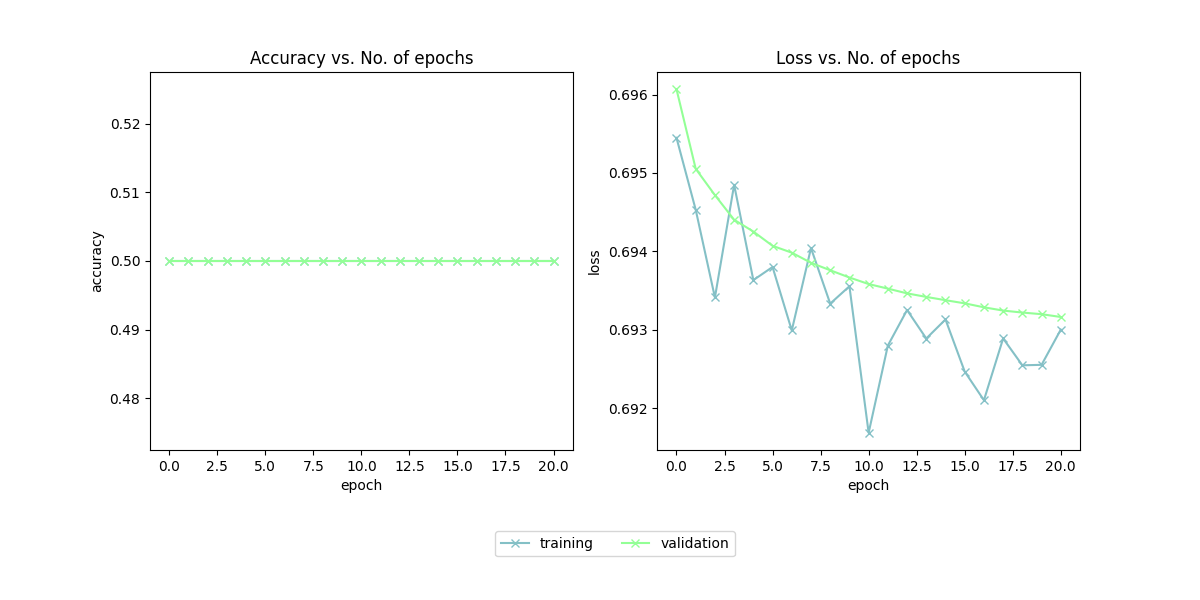 Accuracy vs. No. of epochs
0.52
0.51
0.50
0.49
0.48
accuracy
0.0 2.5 5.0 7.5 10.0 12.5 15.0 17.5 20.0
epoch
Loss vs. No. of epochs
0.696
0.695
0.694
0.693
0.692
loss
0.0 2.5 5.0 7.5 10.0 12.5 15.0 17.5 20.0
epoch
training validation